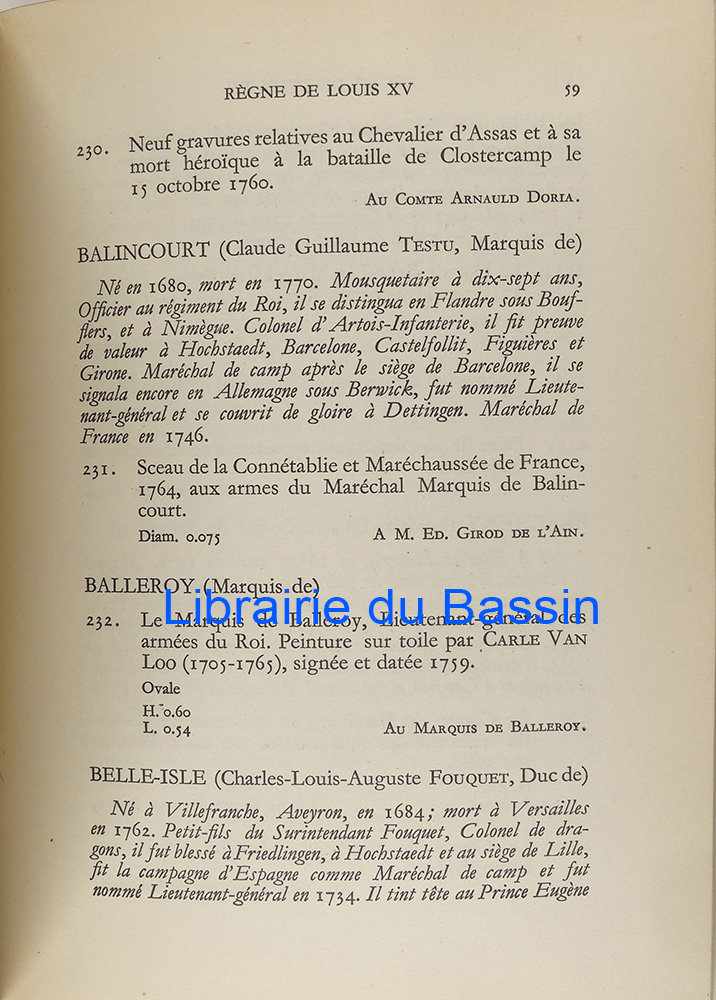 RÈGNE DE LOUIS XV 59
230. Neuf gravures relatives au Chevalier d'Assas et à sa
mort héroïque à la bataille de Clostercamp le
15 octobre 1760.
Au Comte Arnauld Doria.
BALINCOURT (Claude Guillaume Testu, Marquis de)
Né en 1680, mort en 1770. Mousquetaire à dix-sept ans,
Officier au régiment du Roi, il se distingua en Flandre sous Bouf-
flers, et à Nimègue. Colonel d'Artois-Infanterie, il fit preuve
de valeur à Hochstaedt, Barcelone, Castelfollit, Figuières et
Girone. Maréchal de camp après le siège de Barcelone, il se
signala encore en Allemagne sous Berwick, fut nommé Lieute-
nant-général et se couvrit de gloire à Dettingen. Maréchal de
France en 1746.
231. Sceau de la Connétablie et Maréchaussée de France,
1764, aux armes du Maréchal Marquis de Balin-
court.
Diam. 0.075 A M. Ed. Girod de l'Ain.
BALLEROY (Marquis de)
Librairie du Bassin
232. Le Marquis de Balleroy, Lieutenant-général des
armées du Roi. Peinture sur toile par Carle Van
Loo (1705-1765), signée et datée 1759.
Ovale
H. 0.60
L. 0.54 Au Marquis de Balleroy.
BELLE-ISLE (Charles-Louis-Auguste Fouquet, Duc de)
Né à Villefranche, Aveyron, en 1684; mort à Versailles
en 1762. Petit-fils du Surintendant Fouquet, Colonel de dra-
gons, il fut blessé à Friedlingen, à Hochstaedt et au siège de Lille,
fit la campagne d'Espagne comme Maréchal de camp et fut
nommé Lieutenant-général en 1734. Il tint tête au Prince Eugène